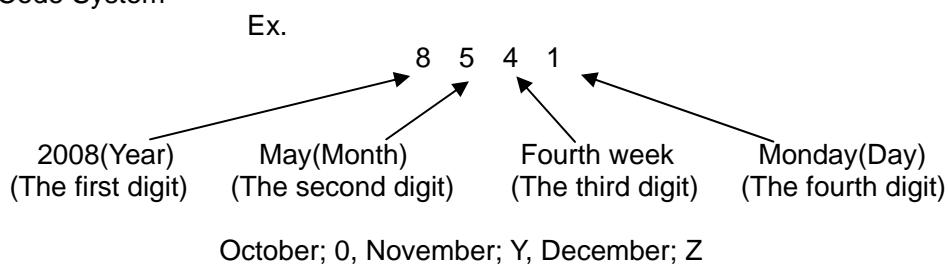 Code System
Ex.
8 5 4 1
2008(Year) May(Month) Fourth week Monday(Day)
(The first digit) (The second digit) (The third digit) (The fourth digit)
October; 0, November; Y, December; Z